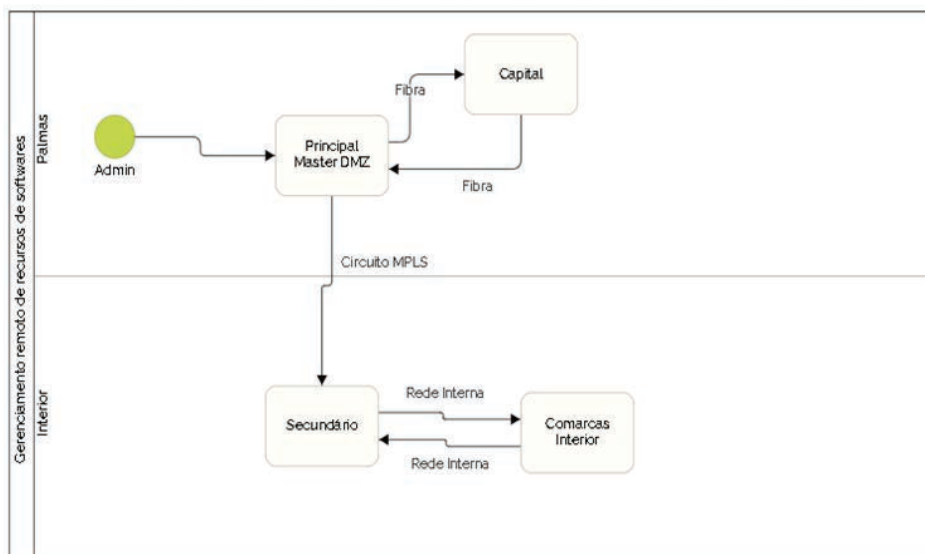 Gerenciamento remoto de recursos de softwares
Palmas
Capital
Fibra
Principal
Master DMZ
Admin
Fibra
Circuito MPLS
Interior
Rede Interna
Secundário
Comarcas
Interior
Rede Interna